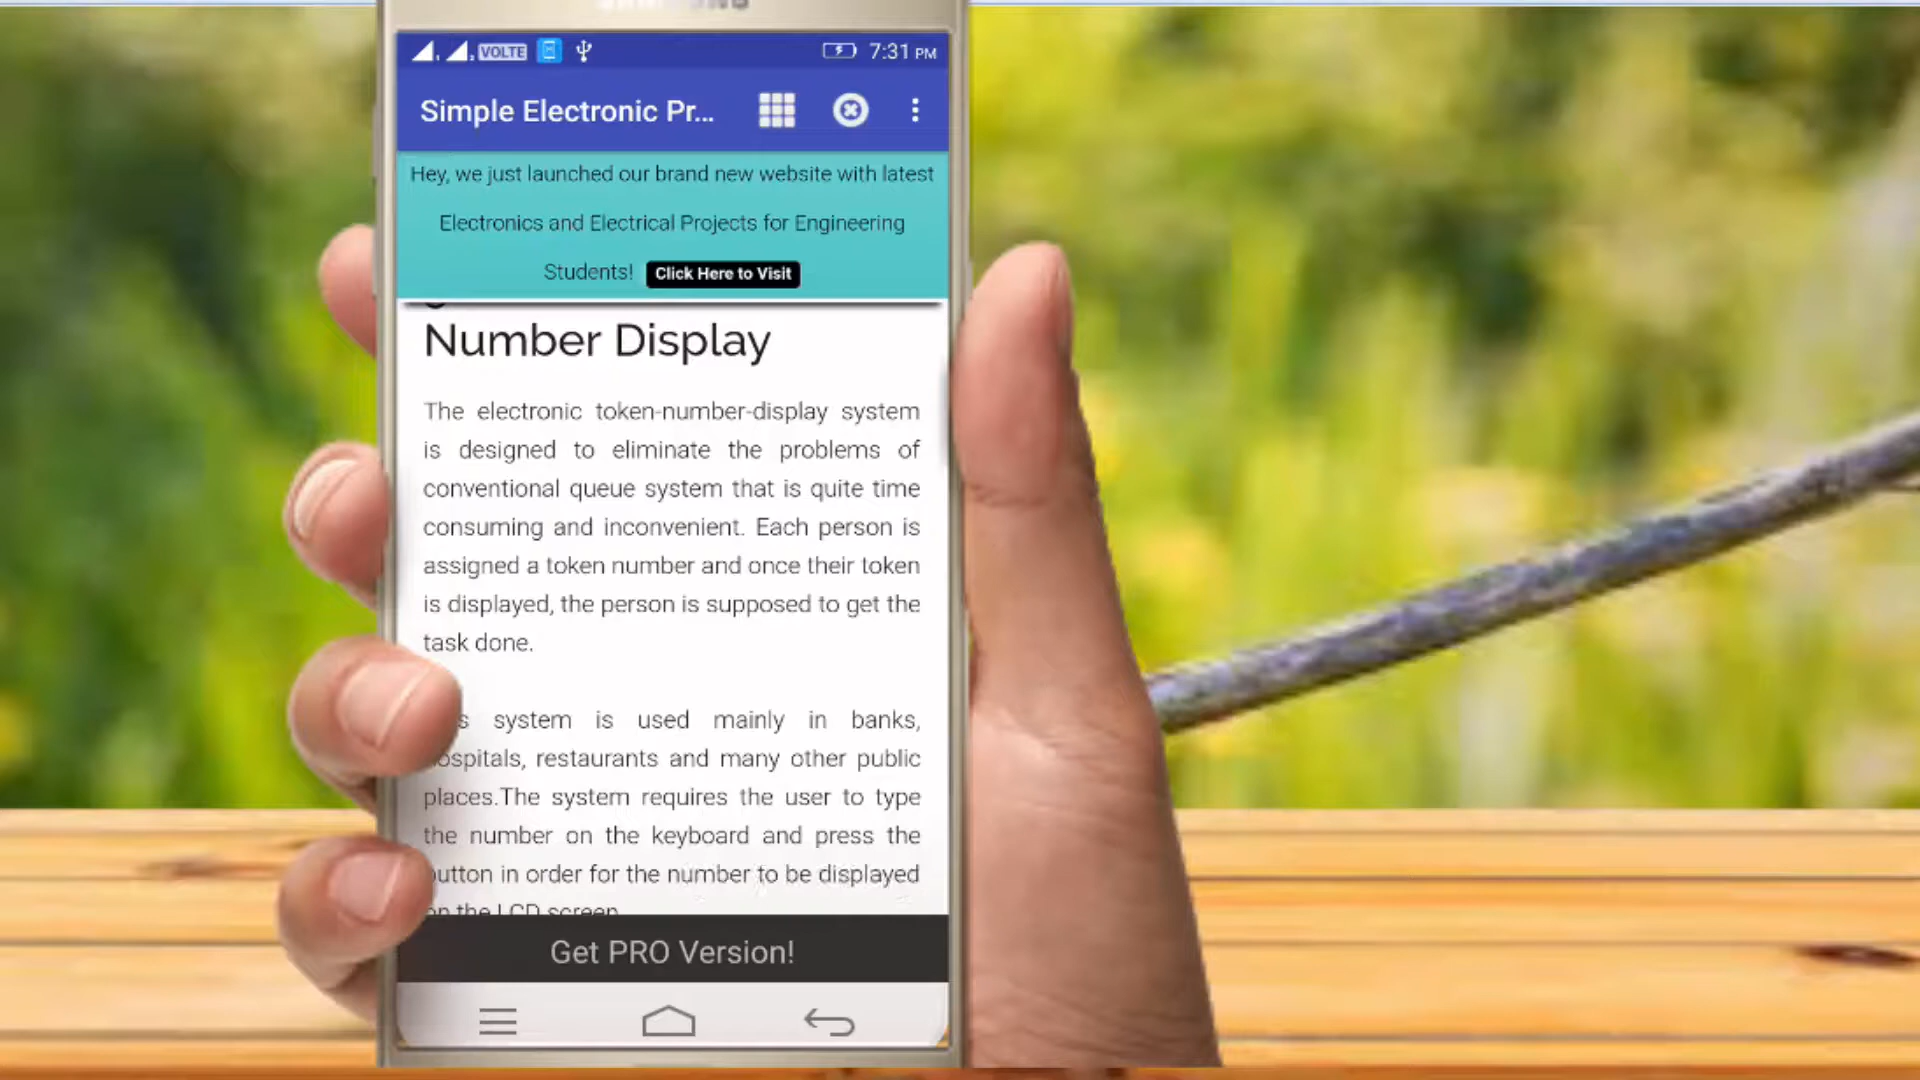 VOLTE
7:31 PM
Simple Electronic Pr...
Hey, we just launched our brand new website with latest
Electronics and Electrical Projects for Engineering
Students! Click Here to Visit
Number Display
The electronic token-number-display system
is designed to eliminate the problems of
conventional queue system that is quite time
consuming and inconvenient. Each person is
assigned a token number and once their token
is displayed, the person is supposed to get the
task done.
system is used mainly in banks,
restaurants and many other public
places.The system requires the user to type
the number on the keyboard and press the
in order for the number to be displayed
on the LCD screen
Get PRO Version!